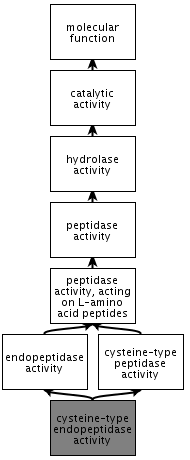 molecular
function
catalytic
activity
hydrolase
activity
peptidase
activity
peptidase
activity, acting
on L-amino
acid peptides
endopeptidase
activity
cysteine-type
peptidase
activity
cysteine-type
endopeptidase
activity